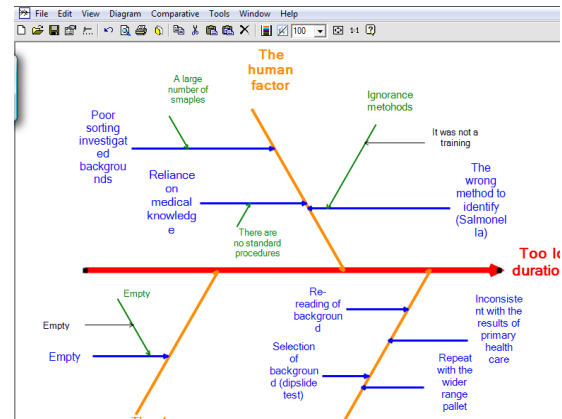 File Edit View Diagram Comparative Tools Window Help
100
1:1
The
human
factor
A large
number of
smaples
Ignorance
metohods
Poor
sorting
investigat
ed
backgrou
nds
It was not a
training
Reliance
on
medical
knowledg
e
The
wrong
method to
identify
(Salmonel
la)
There are
no standard
procedures
Too lo
duratio
Empty
Empty
Empty
Re-
reading of
backgroun
d
Inconsiste
nt with the
results of
primary
health
care
Selection
of
backgroun
d (dipslide
test)
Repeat
with the
wider
range
pallet